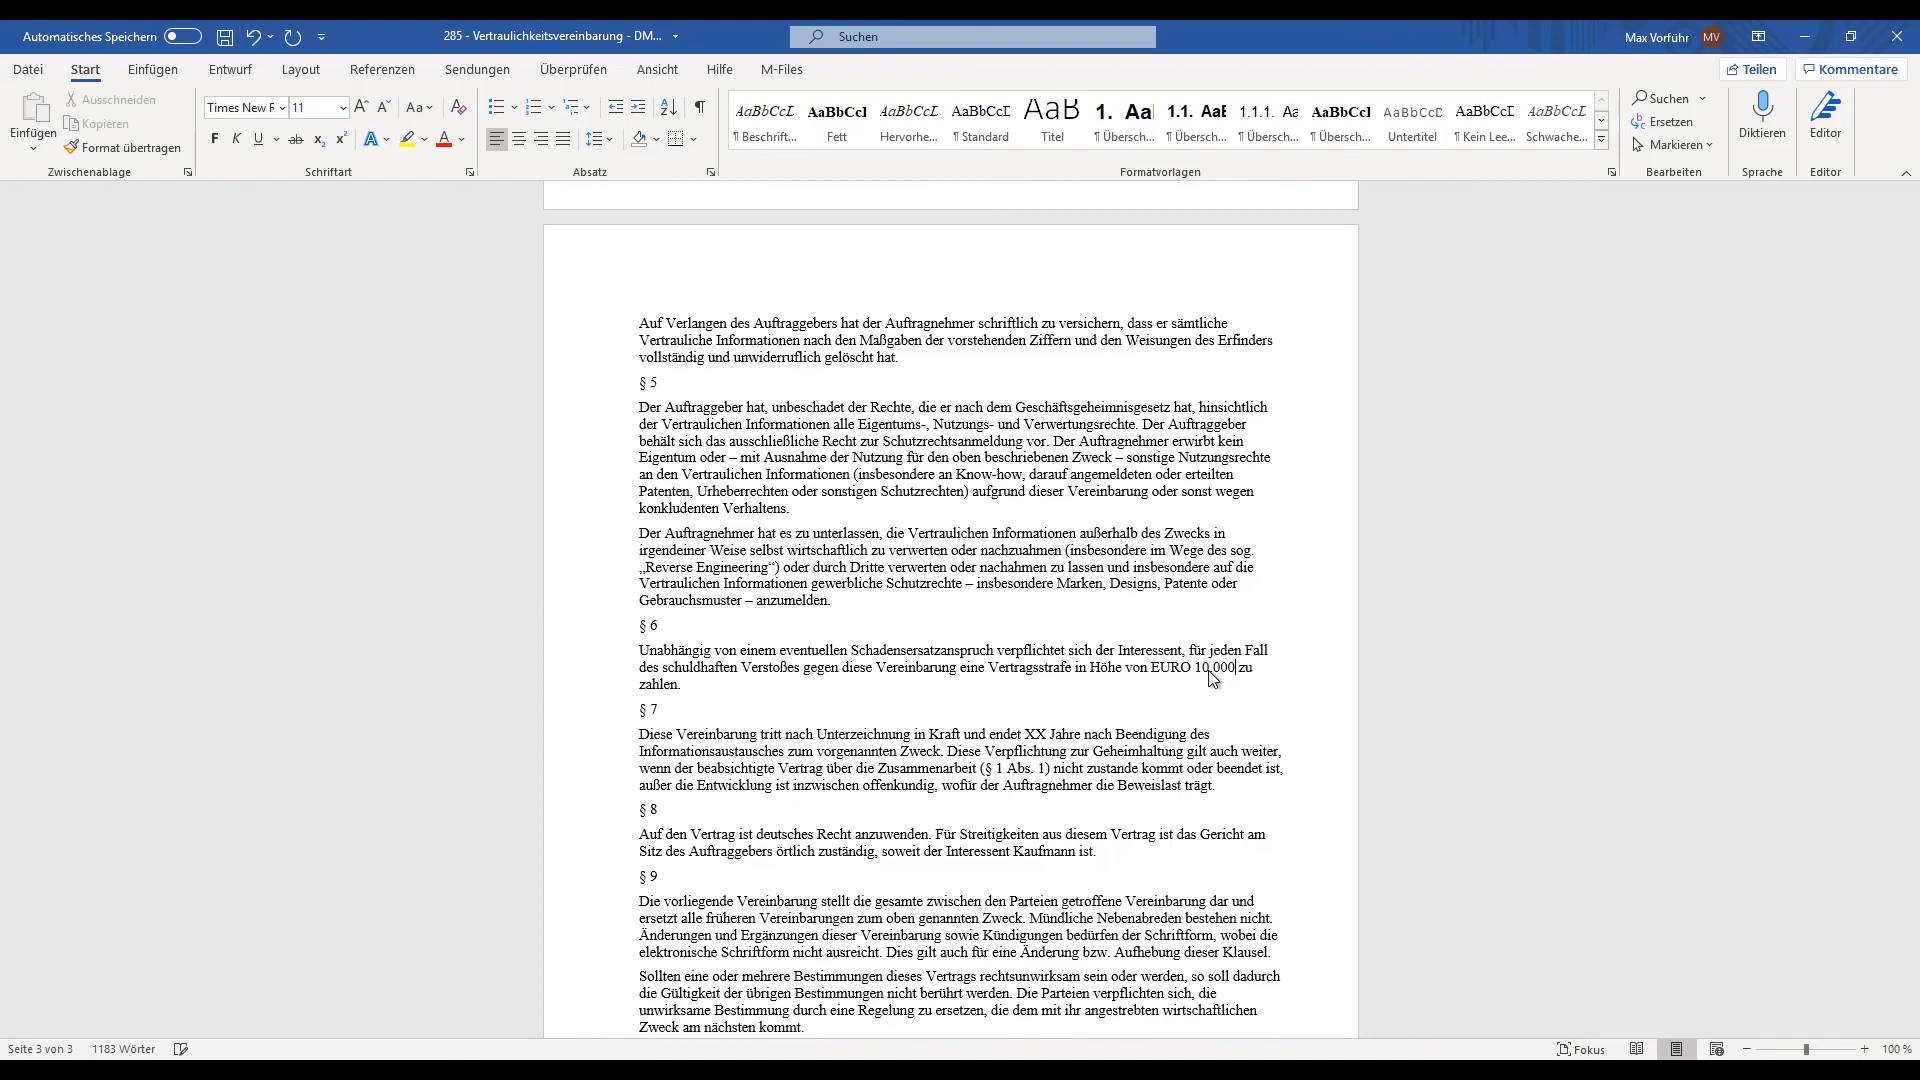 Automatisches Speichern
285 - Vertraulichkeitsvereinbarung - DM...
Suchen
Max Vorführ
MV
Datei Start Einfügen Entwurf Layout Referenzen Sendungen Überprüfen Ansicht Hilfe M-Files
Teilen
Kommentare
Einfügen
Ausschneiden
Kopieren
Format übertragen
Zwischenablage
Times New R
11
F K U ab x₂ x²
Schriftart
Absatz
AaBbCcL AaBbCcI AaBbCcL AaBbCcD AaB 1. Aa 1.1. AaE 1.1.1. Aa AaBbCcI AaBbCcD AaBbCcD AaBbCcL
¶ Beschrift... Fett Hervorhe... ¶ Standard Titel ¶ Übersch... ¶ Übersch... ¶ Übersch... ¶ Übersch... Untertitel ¶ Kein Lee... Schwache...
Formatvorlagen
Suchen
Ersetzen
Markieren
Bearbeiten
Diktieren
Sprache
Editor
Editor
Auf Verlangen des Auftraggebers hat der Auftragnehmer schriftlich zu versichern, dass er sämtliche
Vertrauliche Informationen nach den Maßgaben der vorstehenden Ziffern und den Weisungen des Erfinders
vollständig und unwiderruflich gelöscht hat.
§ 5
Der Auftraggeber hat, unbeschadet der Rechte, die er nach dem Geschäftsgeheimnisgesetz hat, hinsichtlich
der Vertraulichen Informationen alle Eigentums-, Nutzungs- und Verwertungsrechte. Der Auftraggeber
behält sich das ausschließliche Recht zur Schutzrechtsanmeldung vor. Der Auftragnehmer erwirbt kein
Eigentum oder – mit Ausnahme der Nutzung für den oben beschriebenen Zweck – sonstige Nutzungsrechte
an den Vertraulichen Informationen (insbesondere an Know-how, darauf angemeldeten oder erteilten
Patenten, Urheberrechten oder sonstigen Schutzrechten) aufgrund dieser Vereinbarung oder sonst wegen
konkludenten Verhaltens.
Der Auftragnehmer hat es zu unterlassen, die Vertraulichen Informationen außerhalb des Zwecks in
irgendeiner Weise selbst wirtschaftlich zu verwerten oder nachzuahmen (insbesondere im Wege des sog.
„Reverse Engineering“) oder durch Dritte verwerten oder nachahmen zu lassen und insbesondere auf die
Vertraulichen Informationen gewerbliche Schutzrechte – insbesondere Marken, Designs, Patente oder
Gebrauchsmuster – anzumelden.
§ 6
Unabhängig von einem eventuellen Schadensersatzanspruch verpflichtet sich der Interessent, für jeden Fall
des schuldhaften Verstoßes gegen diese Vereinbarung eine Vertragsstrafe in Höhe von EURO 10.000 zu
zahlen.
§ 7
Diese Vereinbarung tritt nach Unterzeichnung in Kraft und endet XX Jahre nach Beendigung des
Informationsaustausches zum vorgenannten Zweck. Diese Verpflichtung zur Geheimhaltung gilt auch weiter,
wenn der beabsichtigte Vertrag über die Zusammenarbeit (§ 1 Abs. 1) nicht zustande kommt oder beendet ist,
außer die Entwicklung ist inzwischen offenkundig, wofür der Auftragnehmer die Beweislast trägt.
§ 8
Auf den Vertrag ist deutsches Recht anzuwenden. Für Streitigkeiten aus diesem Vertrag ist das Gericht am
Sitz des Auftraggebers örtlich zuständig, soweit der Interessent Kaufmann ist.
§ 9
Die vorliegende Vereinbarung stellt die gesamte zwischen den Parteien getroffene Vereinbarung dar und
ersetzt alle früheren Vereinbarungen zum oben genannten Zweck. Mündliche Nebenabreden bestehen nicht.
Änderungen und Ergänzungen dieser Vereinbarung sowie Kündigungen bedürfen der Schriftform, wobei die
elektronische Schriftform nicht ausreicht. Dies gilt auch für eine Änderung bzw. Aufhebung dieser Klausel.
Sollten eine oder mehrere Bestimmungen dieses Vertrags rechtsunwirksam sein oder werden, so soll dadurch
die Gültigkeit der übrigen Bestimmungen nicht berührt werden. Die Parteien verpflichten sich, die
unwirksame Bestimmung durch eine Regelung zu ersetzen, die dem mit ihr angestrebten wirtschaftlichen
Zweck am nächsten kommt.
Seite 3 von 3 1183 Wörter
Fokus
100 %